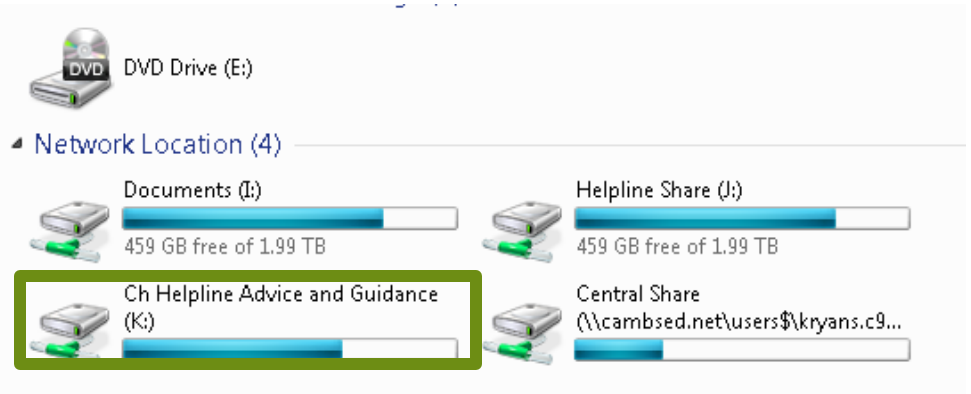 DVD
DVD Drive (E:)
Network Location (4)
Documents (I:)
459 GB free of 1.99 TB
Helpline Share (J:)
459 GB free of 1.99 TB
Ch Helpline Advice and Guidance
(K:)
Central Share
(\\cambsed.net\users$\kryans.c9...